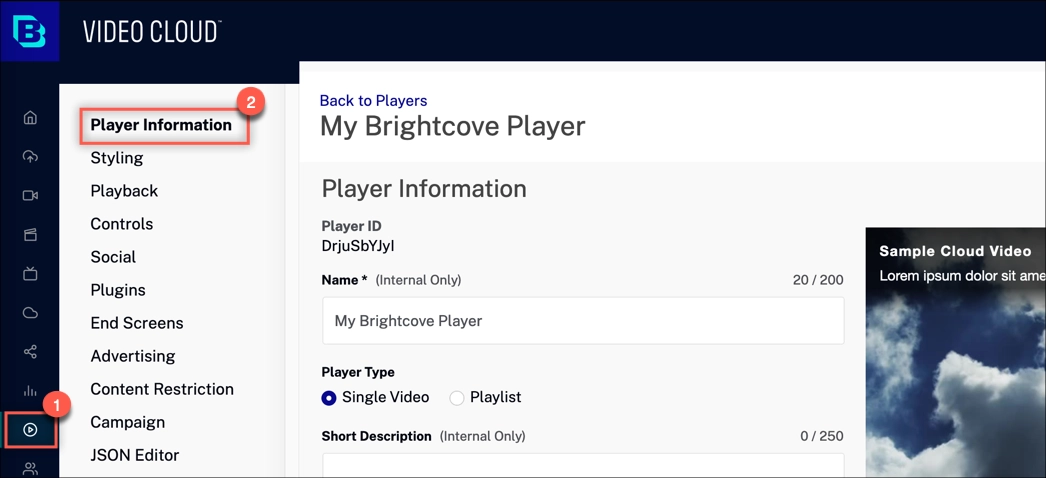 B
VIDEO CLOUD™
2
Player Information
Styling
Playback
Controls
Social
Plugins
End Screens
Advertising
Content Restriction
Campaign
JSON Editor
1
Back to Players
My Brightcove Player
Player Information
Player ID
DrjuSbYJyI
Name * (Internal Only) 20 / 200
My Brightcove Player
Player Type
Single Video Playlist
Short Description (Internal Only) 0 / 250
Sample Cloud Video
Lorem ipsum dolor sit ame